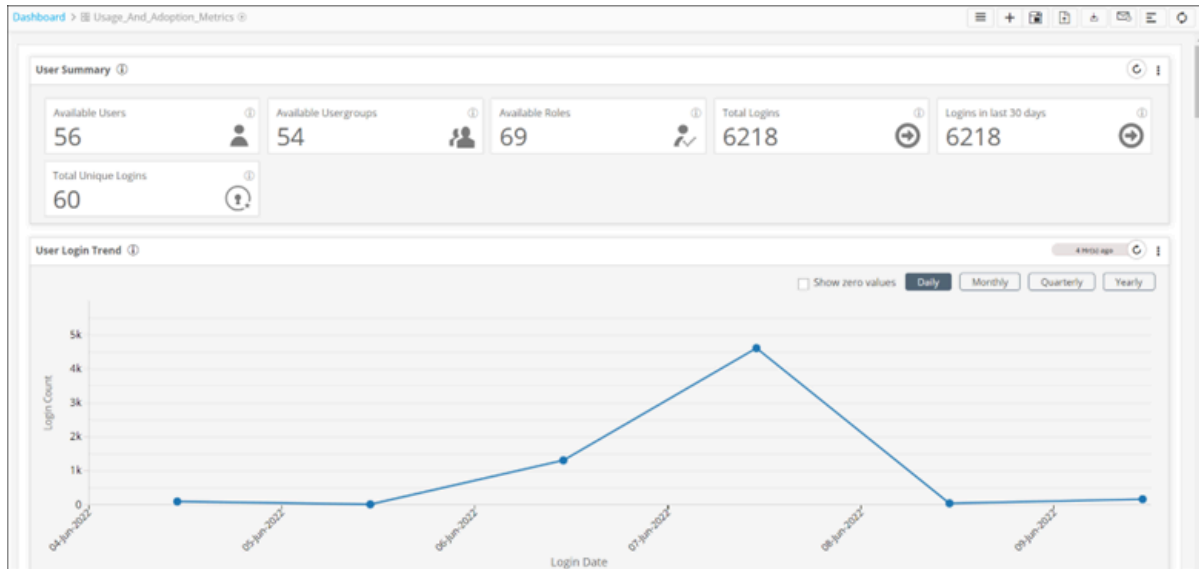 Dashboard > Usage_And_Adoption_Metrics
User Summary
Available Users
56
Available Usergroups
54
Available Roles
69
Total Logins
6218
Logins in last 30 days
6218
Total Unique Logins
60
User Login Trend
4 Hr(s) ago
Show zero values Daily Monthly Quarterly Yearly
Login Count
5k
4k
3k
2k
1k
0
04-Jun-2022 05-Jun-2022 06-Jun-2022 07-Jun-2022 08-Jun-2022 09-Jun-2022
Login Date